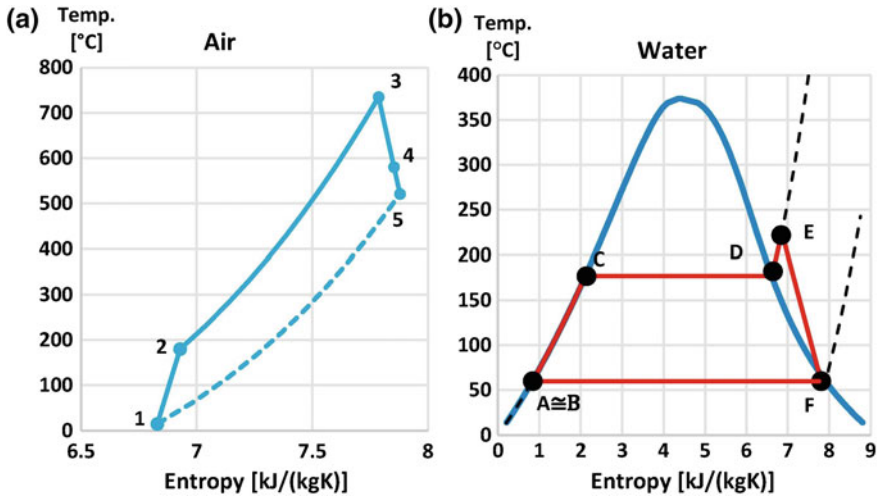 (a) Temp.
[°C]
Air
800
700
600
500
400
300
200
100
0
6.5 7 7.5 8
1
2
3
4
5
Entropy [kJ/(kgK)]
(b) Temp.
[°C]
Water
400
350
300
250
200
150
100
50
0
0 1 2 3 4 5 6 7 8 9
A≅B
C
D
E
F
Entropy [kJ/(kgK)]